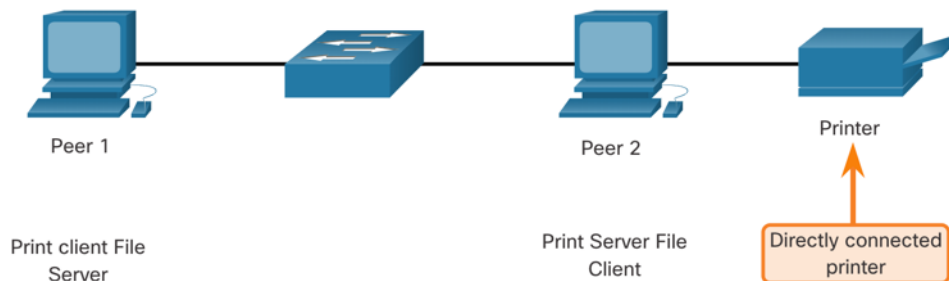 Peer 1
Peer 2
Printer
Print client File
Server
Print Server File
Client
Directly connected
printer